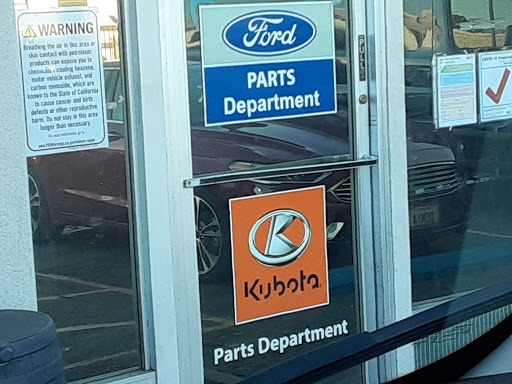 WARNING
Breathing the air in this area or
skin contact with petroleum
products can expose you to
chemicals including benzene,
motor vehicle exhaust, and
carbon monoxide, which are
known to the State of California
to cause cancer and birth
defects or other reproductive
harm. Do not stay in this area
longer than necessary.
Ford
PARTS
Department
PULL
Kubota
Parts Department